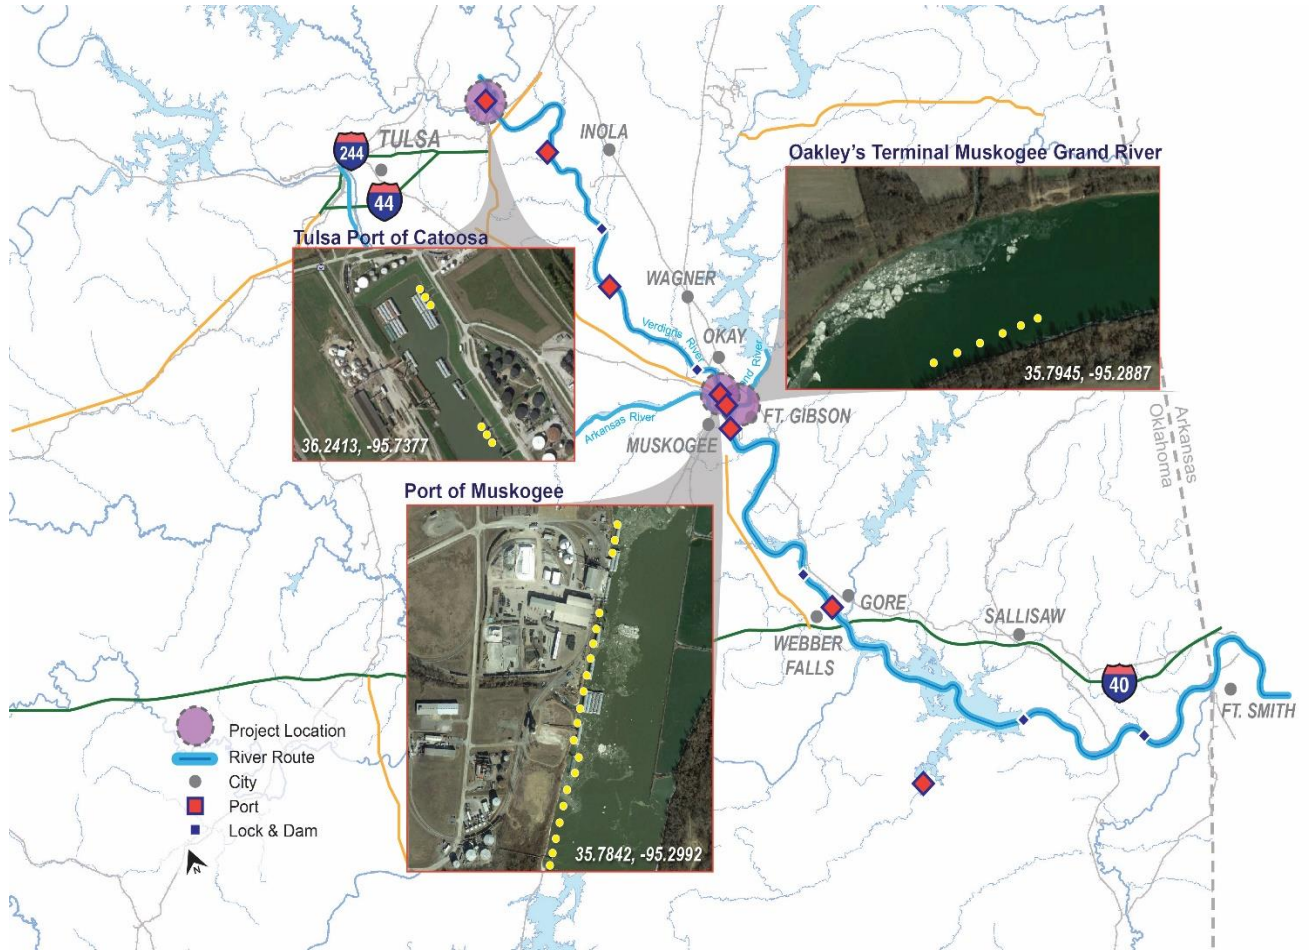 INOLA
TULSA
244
44
Oakley's Terminal Muskogee Grand River
35.7945, -95.2887
Tulsa Port of Catoosa
36.2413, -95.7377
WAGNER
Verdigris River
OKAY
River
Arkansas River
FT. GIBSON
MUSKOGEE
Arkansas
Oklahoma
Port of Muskogee
35.7842, -95.2992
GORE
WEBBER
FALLS
SALLISAW
40
FT. SMITH
Project Location
River Route
City
Port
Lock & Dam
N